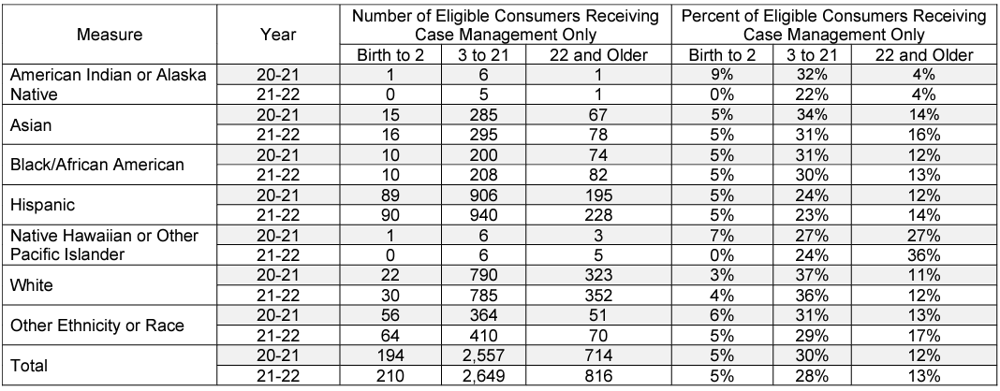 Measure Year Number of Eligible Consumers Receiving Case Management Only Percent of Eligible Consumers Receiving Case Management Only
Birth to 2 3 to 21 22 and Older Birth to 2 3 to 21 22 and Older
American Indian or Alaska Native 20-21 1 6 1 9% 32% 4%
21-22 0 5 1 0% 22% 4%
Asian 20-21 15 285 67 5% 34% 14%
21-22 16 295 78 5% 31% 16%
Black/African American 20-21 10 200 74 5% 31% 12%
21-22 10 208 82 5% 30% 13%
Hispanic 20-21 89 906 195 5% 24% 12%
21-22 90 940 228 5% 23% 14%
Native Hawaiian or Other Pacific Islander 20-21 1 6 3 7% 27% 27%
21-22 0 6 5 0% 24% 36%
White 20-21 22 790 323 3% 37% 11%
21-22 30 785 352 4% 36% 12%
Other Ethnicity or Race 20-21 56 364 51 6% 31% 13%
21-22 64 410 70 5% 29% 17%
Total 20-21 194 2,557 714 5% 30% 12%
21-22 210 2,649 816 5% 28% 13%